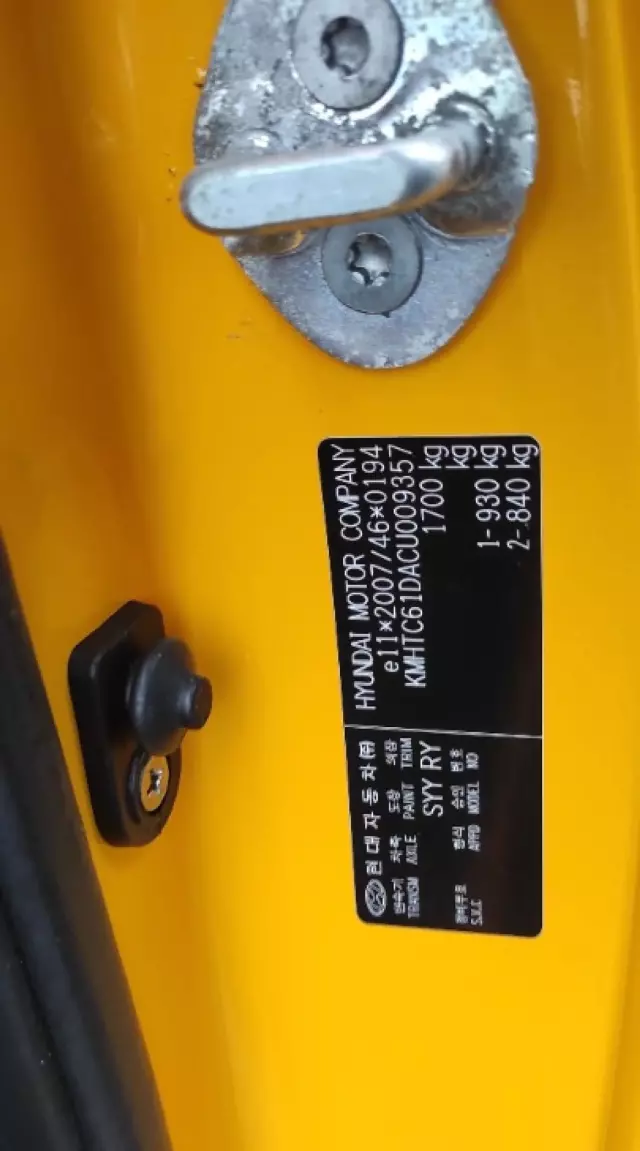 HYUNDAI MOTOR COMPANY
e11*2007/46*0194
KMHTC61DACU009357
1700 kg
kg
1- 930 kg
2- 840 kg
현대자동차㈜
변속기 차축 도장 외장
TRANSM AXLE PAINT TRIM
SYY RY
형식 승인 번호
S.V.C APPD MODEL NO